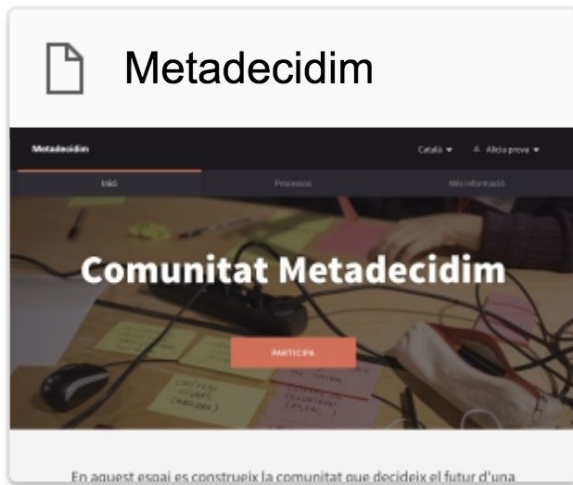 Metadecidim
Metadecidim
Català
Alicia prova
Inici
Processos
Més informació
Comunitat Metadecidim
PARTICIPA
En aquest espai es construeix la comunitat que decideix el futur d'una